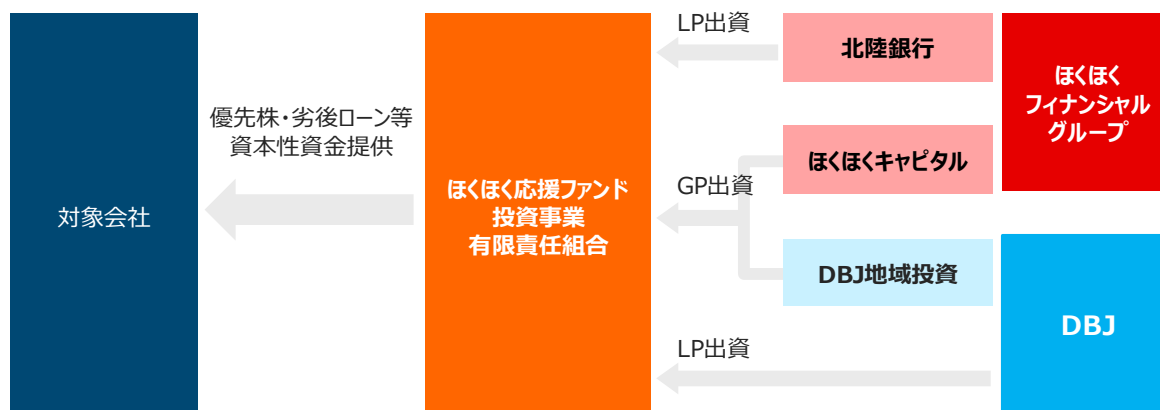 対象会社
優先株・劣後ローン等
資本性資金提供
ほくほく応援ファンド
投資事業
有限責任組合
LP出資
GP出資
LP出資
北陸銀行
ほくほくキャピタル
DBJ地域投資
ほくほく
フィナンシャル
グループ
DBJ